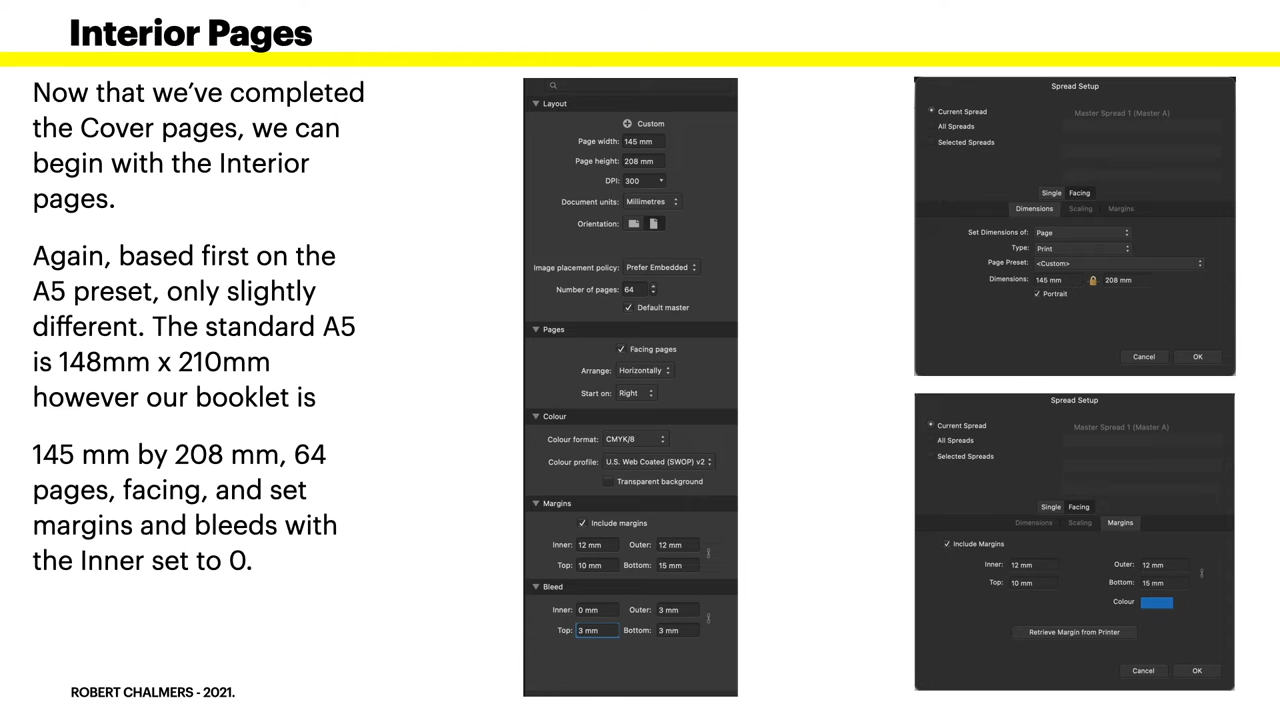 Interior Pages
Now that we've completed
the Cover pages, we can
begin with the Interior
pages.
Again, based first on the
A5 preset, only slightly
different. The standard A5
is 148mm x 210mm
however our booklet is
145 mm by 208 mm, 64
pages, facing, and set
margins and bleeds with
the Inner set to 0.
ROBERT CHALMERS - 2021.
Layout
Custom
Page width: 145 mm
Page height: 208 mm
DPI: 300
Document units: Millimetres
Orientation:
Image placement policy: Prefer Embedded
Number of pages: 64
Default master
Pages
Facing pages
Arrange: Horizontally
Start on: Right
Colour
Colour format: CMYK/8
Colour profile: U.S. Web Coated (SWOP) v2
Transparent background
Margins
Include margins
Inner: 12 mm Outer: 12 mm
Top: 10 mm Bottom: 15 mm
Bleed
Inner: 0 mm Outer: 3 mm
Top: 3 mm Bottom: 3 mm
Spread Setup
Current Spread Master Spread 1 (Master A)
All Spreads
Selected Spreads
Single Facing
Dimensions Scaling Margins
Set Dimensions of: Page
Type: Print
Page Preset: <Custom>
Dimensions: 145 mm 208 mm
Portrait
Cancel OK
Spread Setup
Current Spread Master Spread 1 (Master A)
All Spreads
Selected Spreads
Single Facing
Dimensions Scaling Margins
Include Margins
Inner: 12 mm Outer: 12 mm
Top: 10 mm Bottom: 15 mm
Colour
Retrieve Margin from Printer
Cancel OK